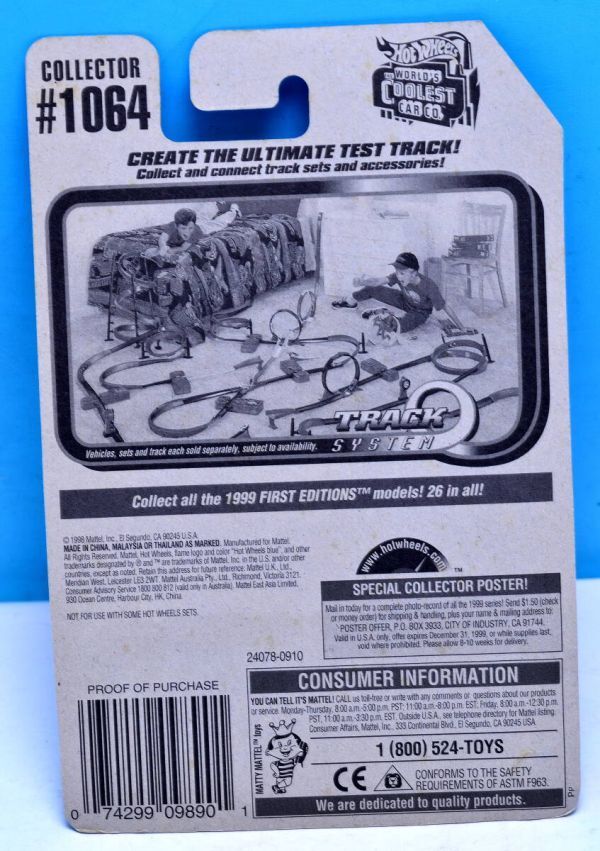 COLLECTOR
#1064
HOT WHEELS
WORLD'S
COOLEST
CAR CO.
CREATE THE ULTIMATE TEST TRACK!
Collect and connect track sets and accessories!
TRACK
SYSTEM
Vehicles, sets and track each sold separately, subject to availability.
Collect all the 1999 FIRST EDITIONS™ models! 26 in all!
© 1998 Mattel, Inc., El Segundo, CA 90245 U.S.A.
MADE IN CHINA, MALAYSIA OR THAILAND AS MARKED. Manufactured for Mattel.
All Rights Reserved. Mattel, Hot Wheels, flame logo and color "Hot Wheels blue", and other
trademarks designated by ® and ™ are trademarks of Mattel, Inc. in the U.S. and/or other
countries, except as noted. Retain this address for future reference: Mattel U.K., Ltd.,
Meridian West, Leicester LE3 2WT. Mattel Australia Pty., Ltd., Richmond, Victoria 3121.
Consumer Advisory Service 1800 800 812 (valid only in Australia). Mattel East Asia Limited,
930 Ocean Centre, Harbour City, HK, China.
NOT FOR USE WITH SOME HOT WHEELS SETS.
www.hotwheels.com
™
SPECIAL COLLECTOR POSTER!
Mail in today for a complete photo-record of all the 1999 series! Send $1.50 (check
or money order) for shipping & handling, plus your name & mailing address to:
POSTER OFFER, P.O. BOX 3933, CITY OF INDUSTRY, CA 91744.
Valid in U.S.A. only, offer expires December 31, 1999, or while supplies last,
void where prohibited. Please allow 8-10 weeks for delivery.
24078-0910
PROOF OF PURCHASE
0 74299 09890 1
CONSUMER INFORMATION
YOU CAN TELL IT'S MATTEL! CALL us toll-free or write with any comments or questions about our products
or service. Monday-Thursday, 8:00 a.m.-5:00 p.m. PST; 11:00 a.m.-8:00 p.m. EST; Friday, 8:00 a.m.-12:30 p.m.
PST, 11:00 a.m.-3:30 p.m. EST. Outside U.S.A., see telephone directory for Mattel listing.
Consumer Affairs, Mattel, Inc., 333 Continental Blvd., El Segundo, CA 90245 USA
MATTY MATTEL™ toys
1 (800) 524-TOYS
CE
CONFORMS TO THE SAFETY
REQUIREMENTS OF ASTM F963.
We are dedicated to quality products.
PP